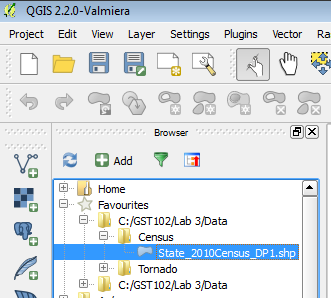 QGIS 2.2.0-Valmiera
Project Edit View Layer Settings Plugins Vector Ra
Browser
Add
Home
Favourites
C:/GST102/Lab 3/Data
Census
State_2010Census_DP1.shp
Tornado
C:/GST102/Lab 3/Data